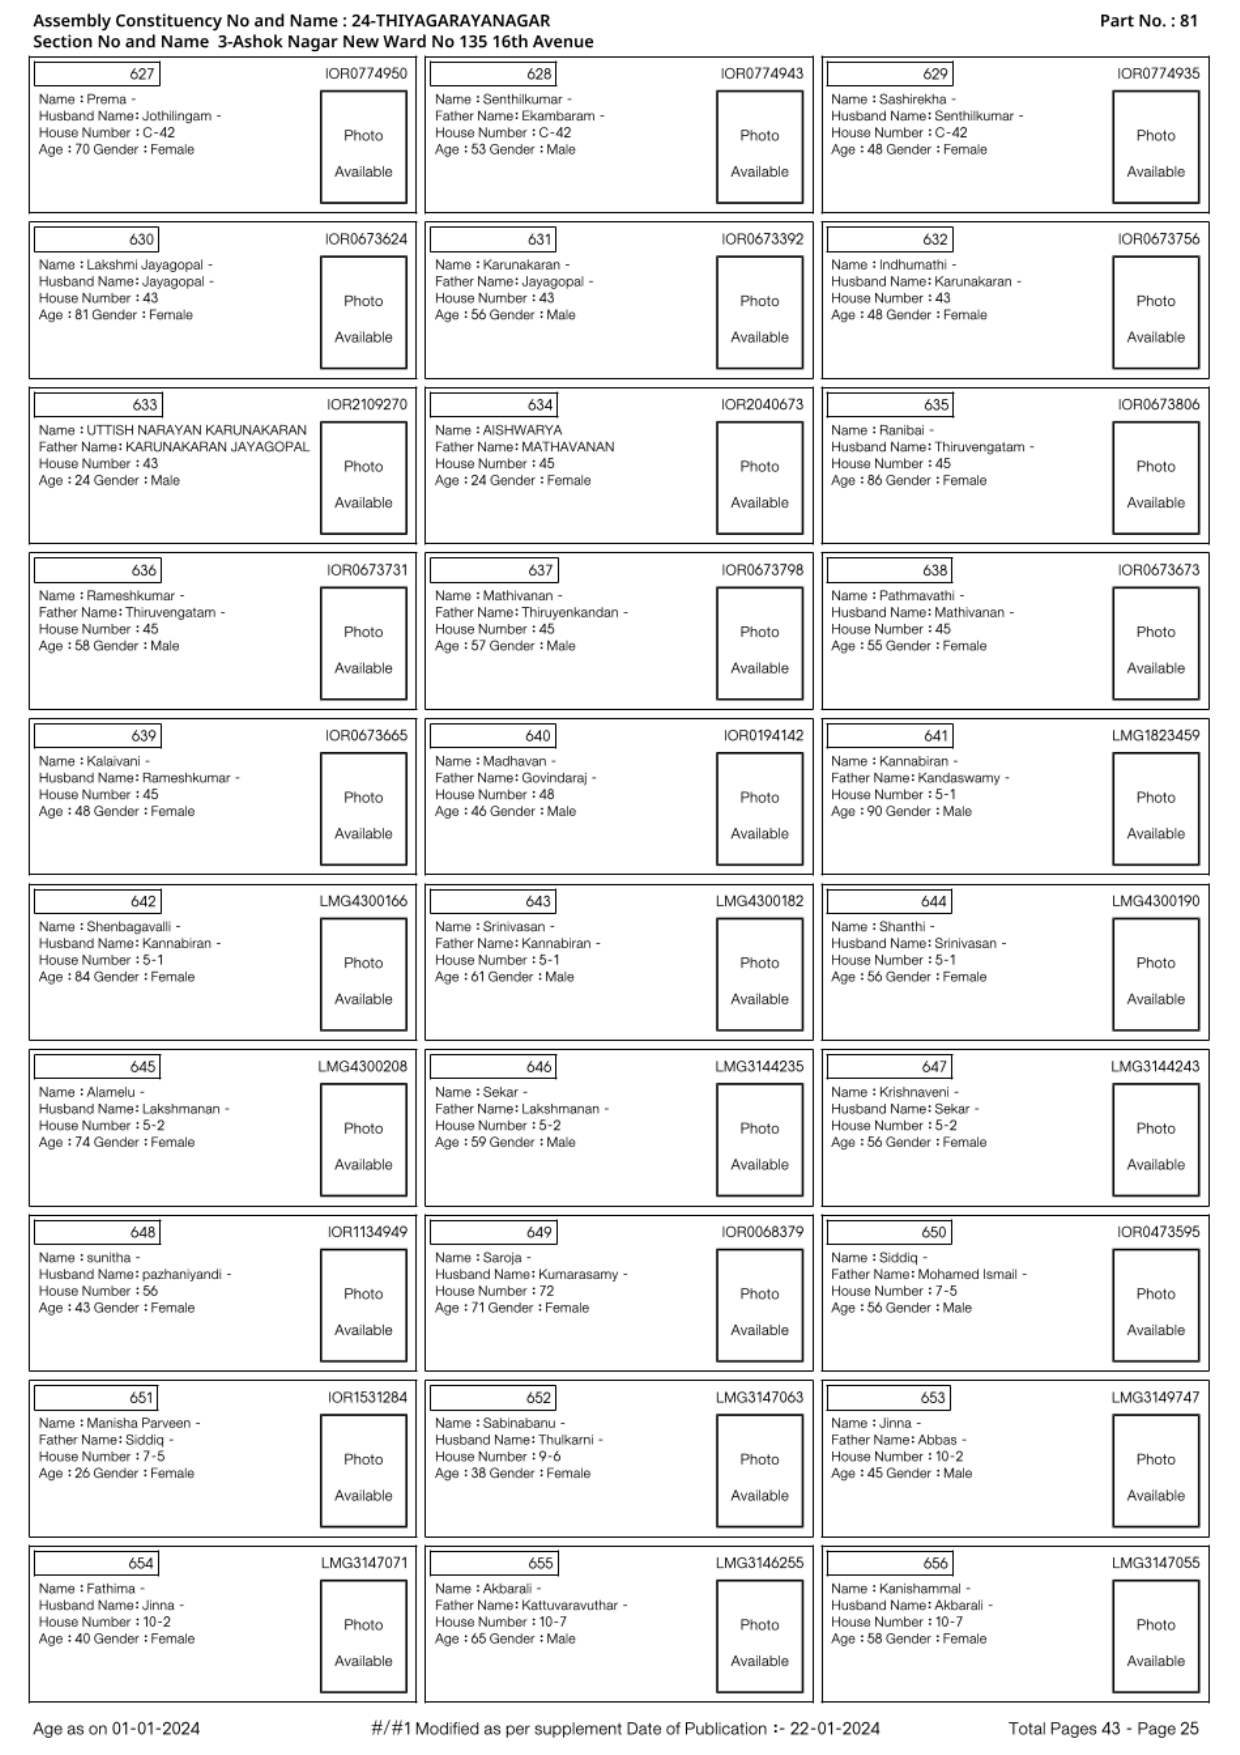 Assembly Constituency No and Name : 24-THIYAGARAYANAGAR
Part No. : 81
Section No and Name 3-Ashok Nagar New Ward No 135 16th Avenue
627 IOR0774950
Name : Prema -
Husband Name: Jothilingam -
House Number : C-42
Age : 70 Gender : Female
Photo
Available
628 IOR0774943
Name : Senthilkumar -
Father Name: Ekambaram -
House Number : C-42
Age : 53 Gender : Male
Photo
Available
629 IOR0774935
Name : Sashirekha -
Husband Name: Senthilkumar -
House Number : C-42
Age : 48 Gender : Female
Photo
Available
630 IOR0673624
Name : Lakshmi Jayagopal -
Husband Name: Jayagopal -
House Number : 43
Age : 81 Gender : Female
Photo
Available
631 IOR0673392
Name : Karunakaran -
Father Name: Jayagopal -
House Number : 43
Age : 56 Gender : Male
Photo
Available
632 IOR0673756
Name : Indhumathi -
Husband Name: Karunakaran -
House Number : 43
Age : 48 Gender : Female
Photo
Available
633 IOR2109270
Name : UTTISH NARAYAN KARUNAKARAN
Father Name: KARUNAKARAN JAYAGOPAL
House Number : 43
Age : 24 Gender : Male
Photo
Available
634 IOR2040673
Name : AISHWARYA
Father Name: MATHAVANAN
House Number : 45
Age : 24 Gender : Female
Photo
Available
635 IOR0673806
Name : Ranibai -
Husband Name: Thiruvengatam -
House Number : 45
Age : 86 Gender : Female
Photo
Available
636 IOR0673731
Name : Rameshkumar -
Father Name: Thiruvengatam -
House Number : 45
Age : 58 Gender : Male
Photo
Available
637 IOR0673798
Name : Mathivanan -
Father Name: Thiruyenkandan -
House Number : 45
Age : 57 Gender : Male
Photo
Available
638 IOR0673673
Name : Pathmavathi -
Husband Name: Mathivanan -
House Number : 45
Age : 55 Gender : Female
Photo
Available
639 IOR0673665
Name : Kalaivani -
Husband Name: Rameshkumar -
House Number : 45
Age : 48 Gender : Female
Photo
Available
640 IOR0194142
Name : Madhavan -
Father Name: Govindaraj -
House Number : 48
Age : 46 Gender : Male
Photo
Available
641 LMG1823459
Name : Kannabiran -
Father Name: Kandaswamy -
House Number : 5-1
Age : 90 Gender : Male
Photo
Available
642 LMG4300166
Name : Shenbagavalli -
Husband Name: Kannabiran -
House Number : 5-1
Age : 84 Gender : Female
Photo
Available
643 LMG4300182
Name : Srinivasan -
Father Name: Kannabiran -
House Number : 5-1
Age : 61 Gender : Male
Photo
Available
644 LMG4300190
Name : Shanthi -
Husband Name: Srinivasan -
House Number : 5-1
Age : 56 Gender : Female
Photo
Available
645 LMG4300208
Name : Alamelu -
Husband Name: Lakshmanan -
House Number : 5-2
Age : 74 Gender : Female
Photo
Available
646 LMG3144235
Name : Sekar -
Father Name: Lakshmanan -
House Number : 5-2
Age : 59 Gender : Male
Photo
Available
647 LMG3144243
Name : Krishnaveni -
Husband Name: Sekar -
House Number : 5-2
Age : 56 Gender : Female
Photo
Available
648 IOR1134949
Name : sunitha -
Husband Name: pazhaniyandi -
House Number : 56
Age : 43 Gender : Female
Photo
Available
649 IOR0068379
Name : Saroja -
Husband Name: Kumarasamy -
House Number : 72
Age : 71 Gender : Female
Photo
Available
650 IOR0473595
Name : Siddiq -
Father Name: Mohamed Ismail -
House Number : 7-5
Age : 56 Gender : Male
Photo
Available
651 IOR1531284
Name : Manisha Parveen -
Father Name: Siddiq -
House Number : 7-5
Age : 26 Gender : Female
Photo
Available
652 LMG3147063
Name : Sabinabanu -
Husband Name: Thulkarni -
House Number : 9-6
Age : 38 Gender : Female
Photo
Available
653 LMG3149747
Name : Jinna -
Father Name: Abbas -
House Number : 10-2
Age : 45 Gender : Male
Photo
Available
654 LMG3147071
Name : Fathima -
Husband Name: Jinna -
House Number : 10-2
Age : 40 Gender : Female
Photo
Available
655 LMG3146255
Name : Akbarali -
Father Name: Kattuvaravuthar -
House Number : 10-7
Age : 65 Gender : Male
Photo
Available
656 LMG3147055
Name : Kanishammal -
Husband Name: Akbarali -
House Number : 10-7
Age : 58 Gender : Female
Photo
Available
Age as on 01-01-2024
#/#1 Modified as per supplement Date of Publication :- 22-01-2024
Total Pages 43 - Page 25